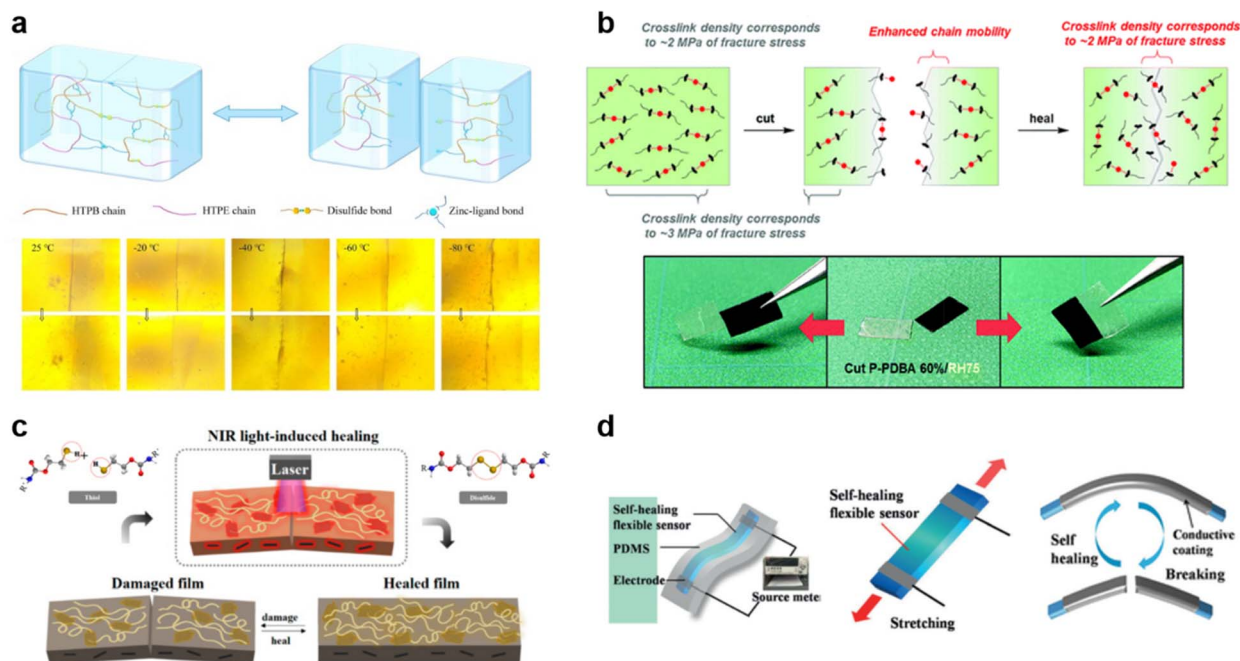 a
HTPB chain
HTPE chain
Disulfide bond
Zinc-ligand bond
25 °C
-20 °C
-40 °C
-60 °C
-80 °C
b
Crosslink density corresponds
to ~2 MPa of fracture stress
Enhanced chain mobility
Crosslink density corresponds
to ~2 MPa of fracture stress
cut
heal
Crosslink density corresponds
to ~3 MPa of fracture stress
Cut P-PDBA 60%/RH75
c
NIR light-induced healing
Laser
H
+
H
R'
R
Thiol
Disulfide
Damaged film
Healed film
damage
heal
d
Self-healing
flexible sensor
PDMS
Electrode
Source mete
Self-healing
flexible sensor
Stretching
Self
healing
Conductive
coating
Breaking